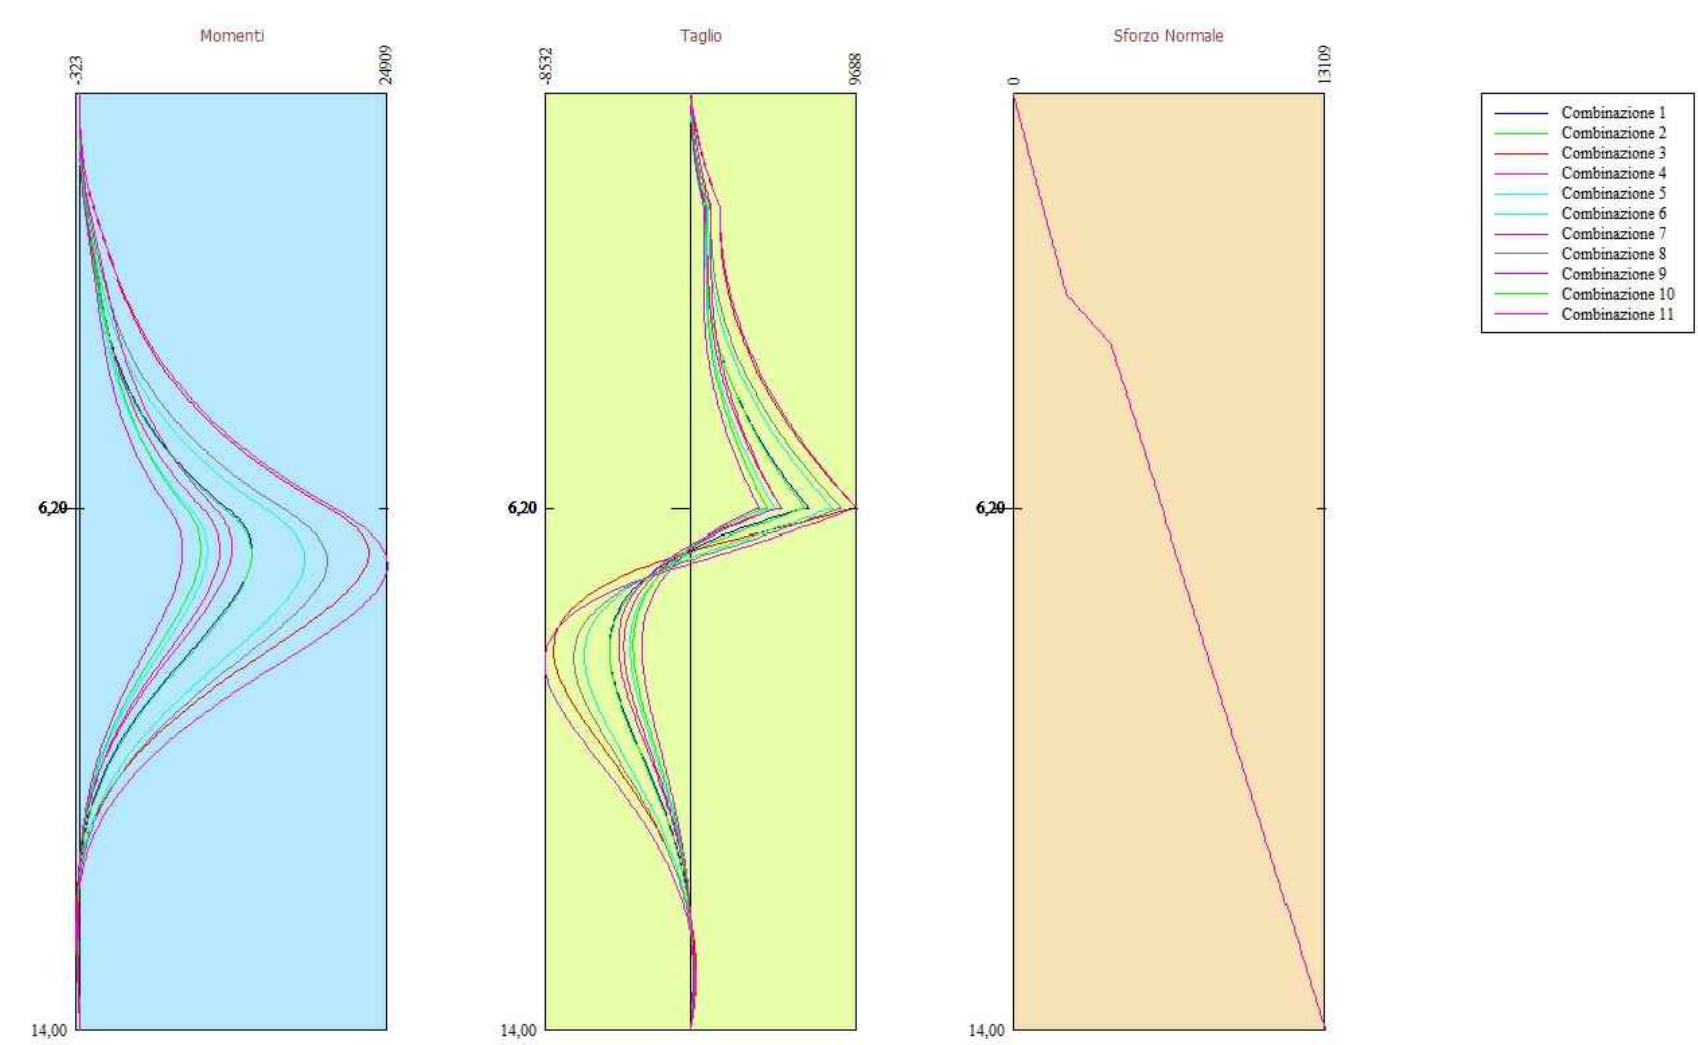 Momenti
-323
24909
6,20
14,00
Taglio
-8532
9688
6,20
14,00
Sforzo Normale
0
13109
6,20
14,00
Combinazione 1
Combinazione 2
Combinazione 3
Combinazione 4
Combinazione 5
Combinazione 6
Combinazione 7
Combinazione 8
Combinazione 9
Combinazione 10
Combinazione 11